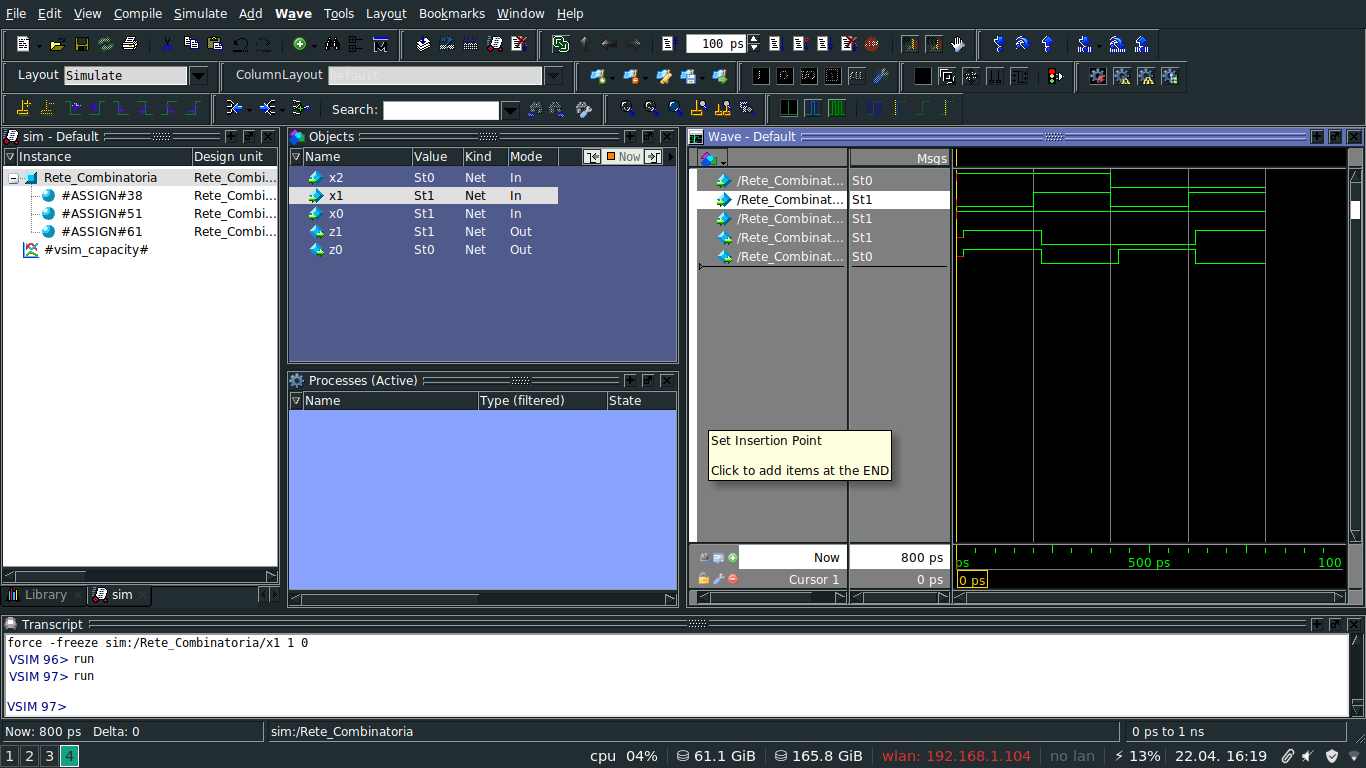 File Edit View Compile Simulate Add Wave Tools Layout Bookmarks Window Help
100 ps
Layout Simulate ColumnLayout Default
Search:
sim - Default
Instance Design unit
Rete_Combinatoria Rete_Combi...
#ASSIGN#38 Rete_Combi...
#ASSIGN#51 Rete_Combi...
#ASSIGN#61 Rete_Combi...
#vsim_capacity#
Library sim
Objects
Name Value Kind Mode Now
x2 St0 Net In
x1 St1 Net In
x0 St1 Net In
z1 St1 Net Out
z0 St0 Net Out
Processes (Active)
Name Type (filtered) State
Wave - Default
Msgs
/Rete_Combinat... St0
/Rete_Combinat... St1
/Rete_Combinat... St1
/Rete_Combinat... St1
/Rete_Combinat... St0
Set Insertion Point
Click to add items at the END
Now 800 ps ps 500 ps 100
Cursor 1 0 ps 0 ps
Transcript
force -freeze sim:/Rete_Combinatoria/x1 1 0
VSIM 96> run
VSIM 97> run
VSIM 97>
Now: 800 ps Delta: 0 sim:/Rete_Combinatoria 0 ps to 1 ns
1 2 3 4 cpu 04% 61.1 GiB 165.8 GiB wlan: 192.168.1.104 no lan 13% 22.04. 16:19